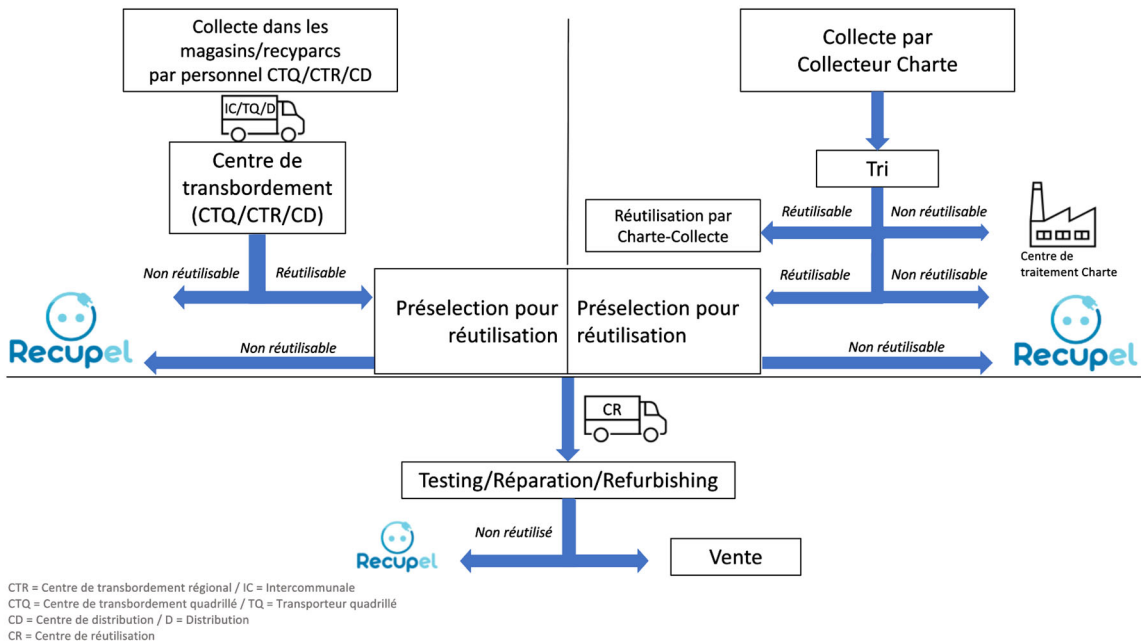 Collecte dans les
magasins/recyparcs
par personnel CTQ/CTR/CD
IC/TQ/D
Centre de
transbordement
(CTQ/CTR/CD)
Non réutilisable
Réutilisable
Recupel
Non réutilisable
Préselection pour
réutilisation
Collecte par
Collecteur Charte
Tri
Réutilisable
Non réutilisable
Réutilisation par
Charte-Collecte
Centre de
traitement Charte
Réutilisable
Non réutilisable
Préselection pour
réutilisation
Non réutilisable
Recupel
CR
Testing/Réparation/Refurbishing
Non réutilisé
Recupel
Vente
CTR = Centre de transbordement régional / IC = Intercommunale
CTQ = Centre de transbordement quadrillé / TQ = Transporteur quadrillé
CD = Centre de distribution / D = Distribution
CR = Centre de réutilisation